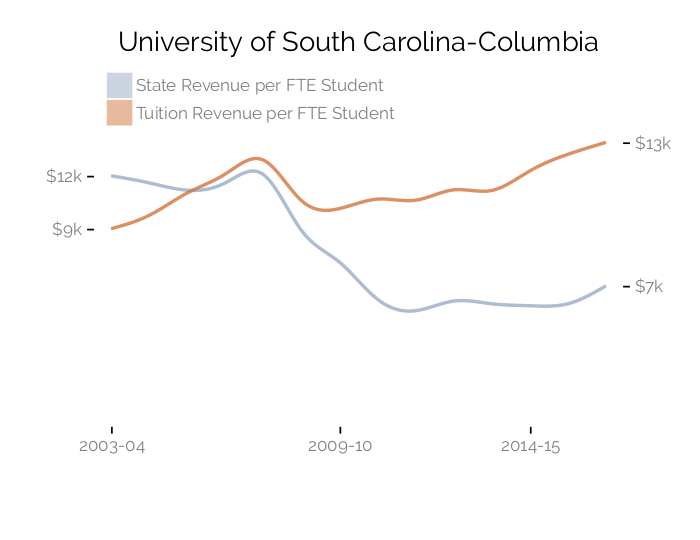 University of South Carolina-Columbia
State Revenue per FTE Student
Tuition Revenue per FTE Student
$13k
$12k
$9k
$7k
2003-04 2009-10 2014-15